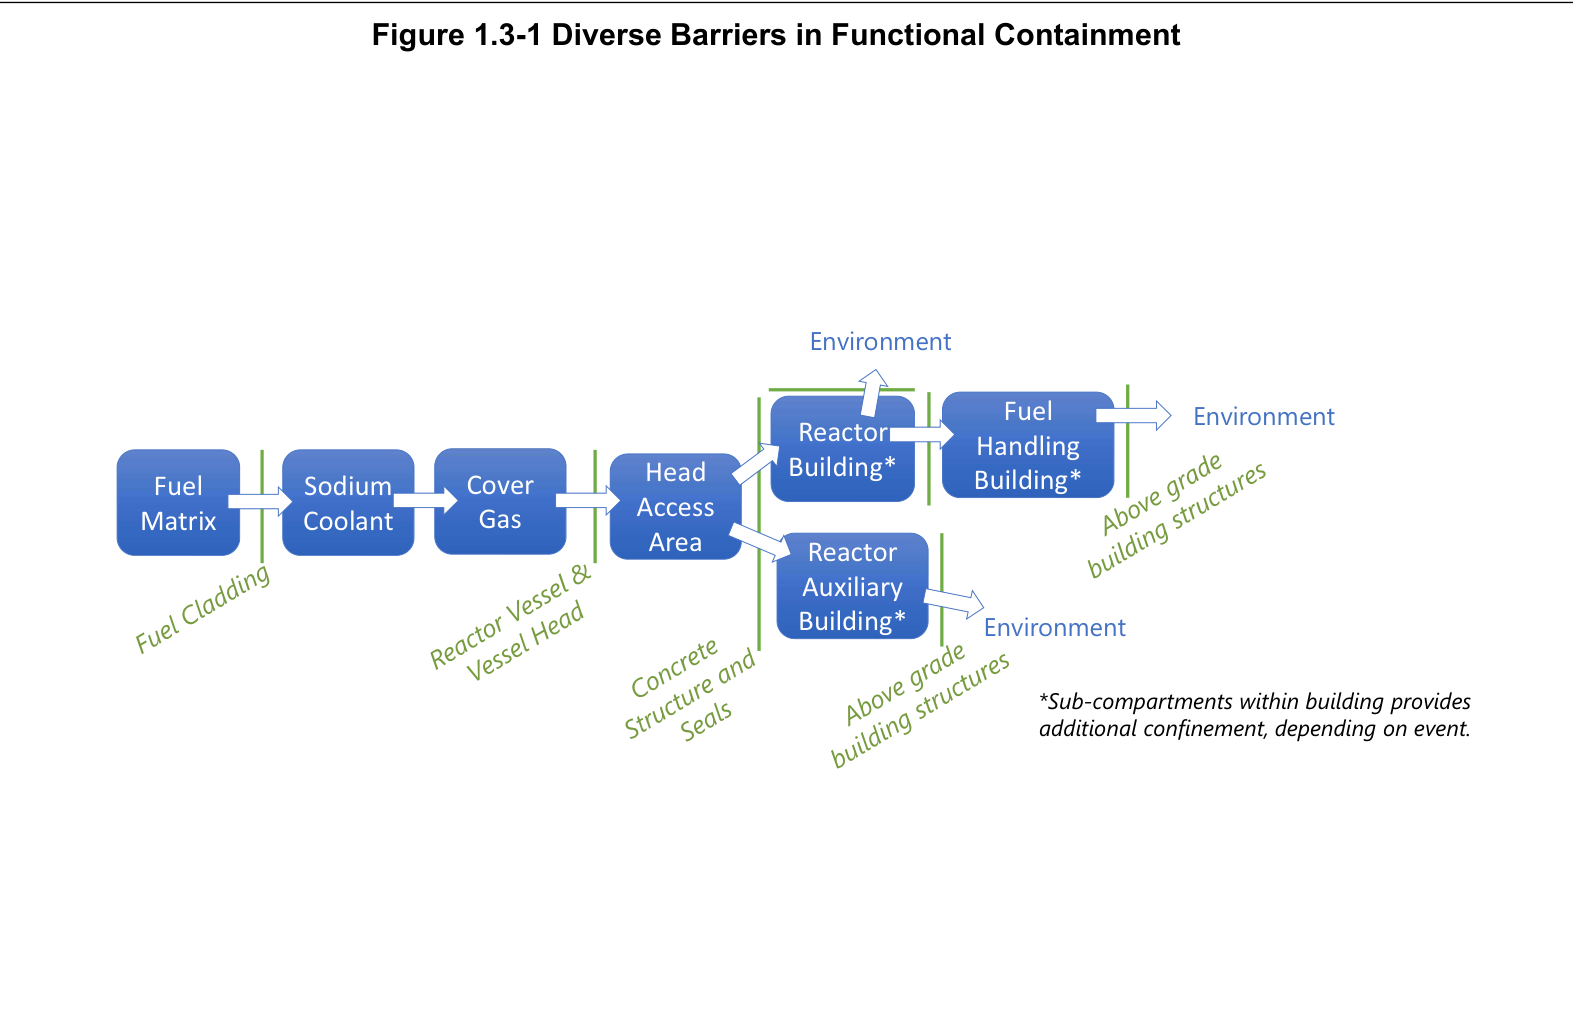 Figure 1.3-1 Diverse Barriers in Functional Containment
Fuel
Matrix
Fuel Cladding
Sodium
Coolant
Cover
Gas
Reactor Vessel &
Vessel Head
Head
Access
Area
Concrete
Structure and
Seals
Environment
Reactor
Building*
Fuel
Handling
Building*
Environment
Above grade
building structures
Reactor
Auxiliary
Building*
Environment
Above grade
building structures
*Sub-compartments within building provides
additional confinement, depending on event.